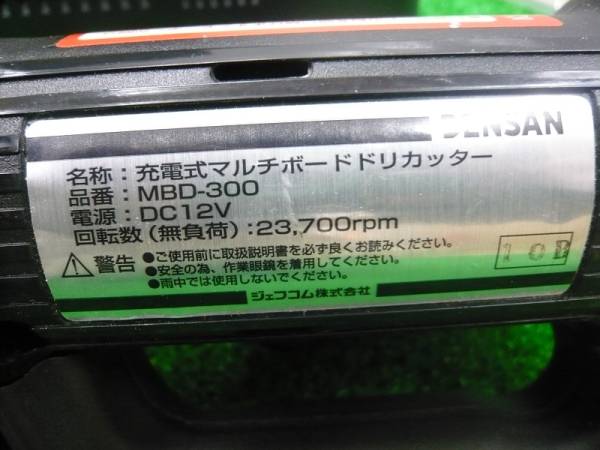 DENSAN
名称：充電式マルチボードドリカッター
品番：MBD-300
電源：DC12V
回転数（無負荷）：23,700rpm
警告
●ご使用前に取扱説明書を必ず良くお読みください。
●安全の為、作業眼鏡を着用してください。
●雨中では使用しないでください。
10B
ジェフコム株式会社